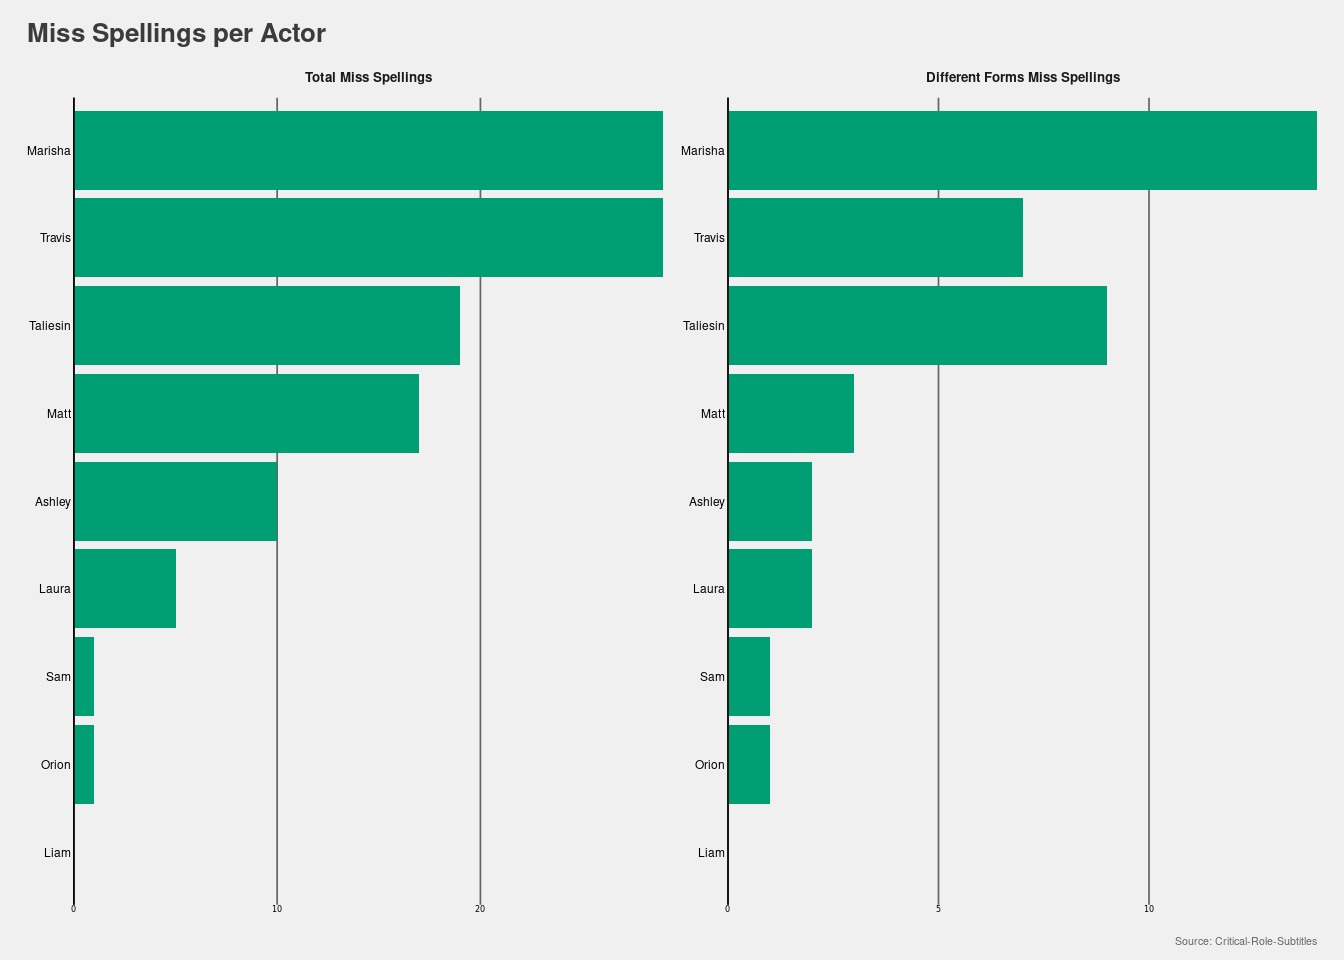 Miss Spellings per Actor
Total Miss Spellings
Marisha
Travis
Taliesin
Matt
Ashley
Laura
Sam
Orion
Liam
0 10 20
Different Forms Miss Spellings
Marisha
Travis
Taliesin
Matt
Ashley
Laura
Sam
Orion
Liam
0 5 10
Source: Critical-Role-Subtitles